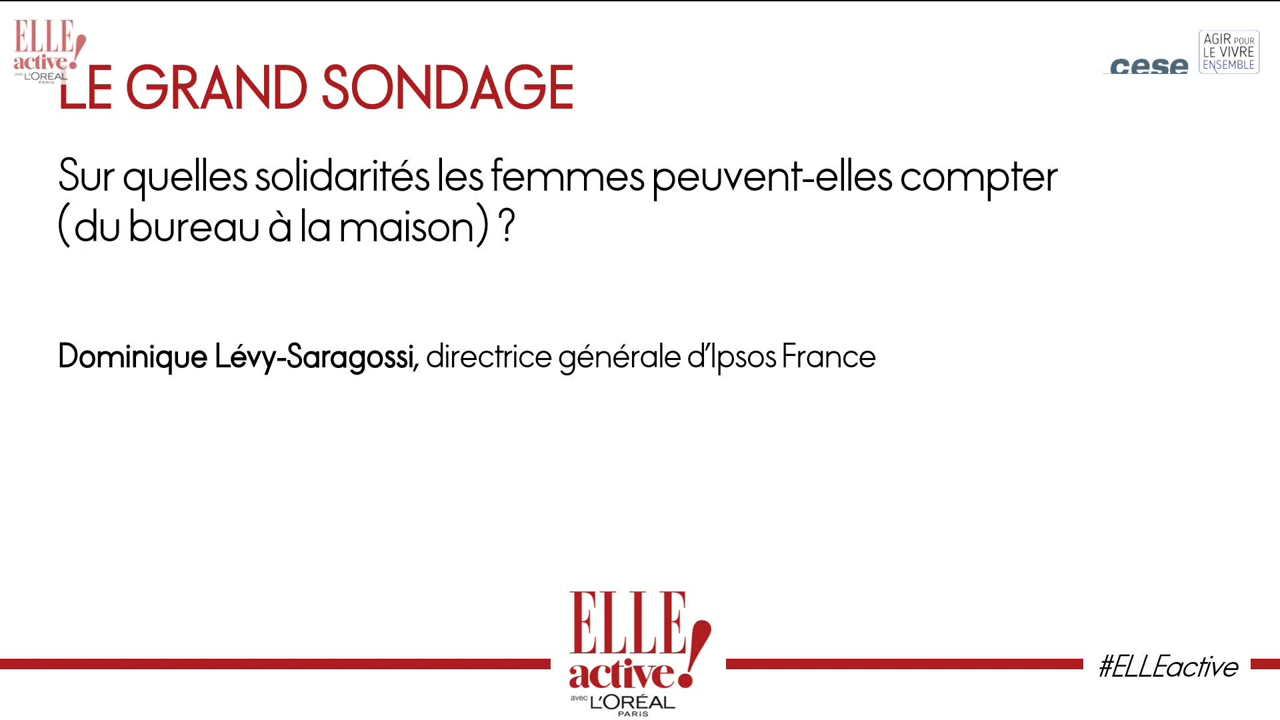 ELLE
active!
avec L'ORÉAL
PARIS
cese
AGIR POUR
LE VIVRE
ENSEMBLE
LE GRAND SONDAGE
Sur quelles solidarités les femmes peuvent-elles compter
(du bureau à la maison) ?
Dominique Lévy-Saragossi, directrice générale d'Ipsos France
ELLE
active!
avec L'ORÉAL
PARIS
#ELLEactive